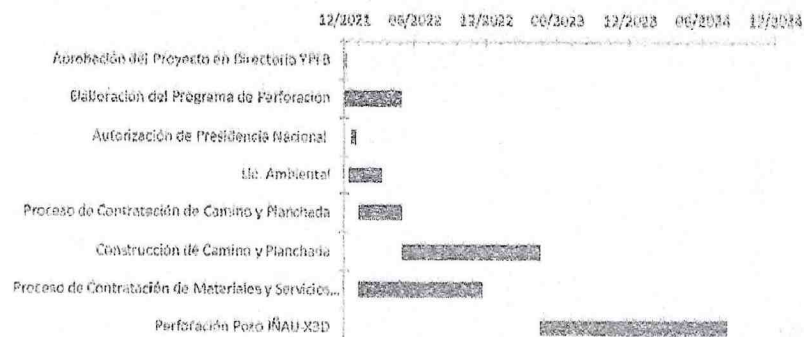 12/2021 06/2022 12/2022 06/2023 12/2023 06/2024 12/2024
Aprobación del Proyecto en Directorio YPFB
Elaboración del Programa de Perforación
Autorización de Presidencia Nacional
Lic. Ambiental
Proceso de Contratación de Camino y Planchada
Construcción de Camino y Planchada
Proceso de Contratación de Materiales y Servicios...
Perforación Pozo IÑAU-X3D